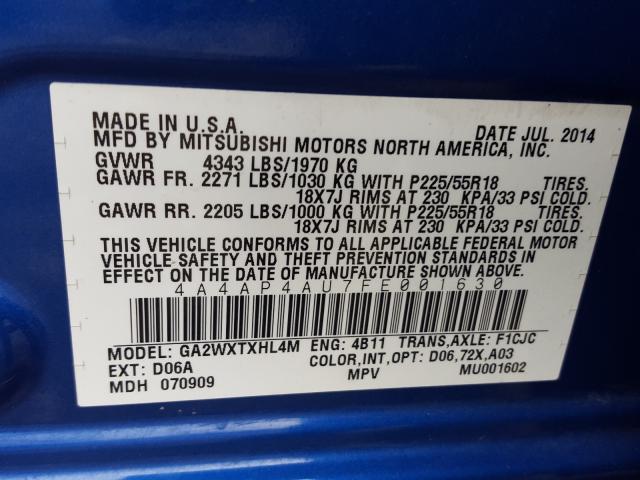 MADE IN U.S.A. DATE JUL. 2014
MFD BY MITSUBISHI MOTORS NORTH AMERICA, INC.
GVWR 4343 LBS/1970 KG
GAWR FR. 2271 LBS/1030 KG WITH P225/55R18 TIRES.
18X7J RIMS AT 230 KPA/33 PSI COLD.
GAWR RR. 2205 LBS/1000 KG WITH P225/55R18 TIRES.
18X7J RIMS AT 230 KPA/33 PSI COLD.
THIS VEHICLE CONFORMS TO ALL APPLICABLE FEDERAL MOTOR
VEHICLE SAFETY AND THEFT PREVENTION STANDARDS IN
EFFECT ON THE DATE OF MANUFACTURE SHOWN ABOVE.
4A4AP4AU7FE001630
MODEL: GA2WXTXHL4M ENG: 4B11 TRANS,AXLE: F1CJC
EXT: D06A COLOR,INT,OPT: D06,72X,A03
MDH 070909 MPV MU001602